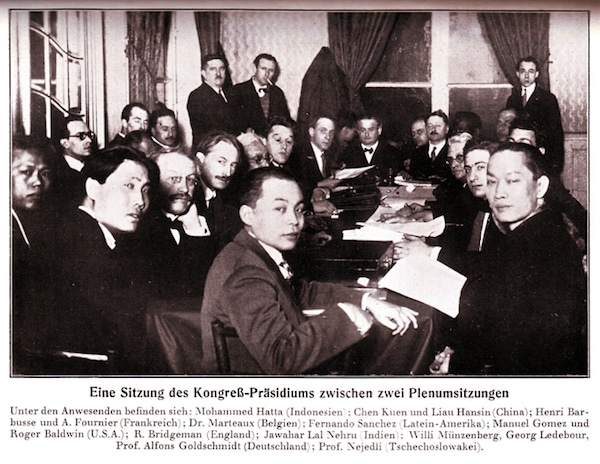 Eine Sitzung des Kongreß-Präsidiums zwischen zwei Plenumsitzungen
Unter den Anwesenden befinden sich: Mohammed Hatta (Indonesien); Chen Kuen und Liau Hansin (China); Henri Bar-
busse und A. Fournier (Frankreich); Dr. Marteaux (Belgien); Fernando Sanchez (Latein-Amerika); Manuel Gomez und
Roger Baldwin (U.S.A.); R. Bridgeman (England); Jawahar Lal Nehru (Indien); Willi Münzenberg, Georg Ledebour,
Prof. Alfons Goldschmidt (Deutschland); Prof. Nejedli (Tschechoslowakei).